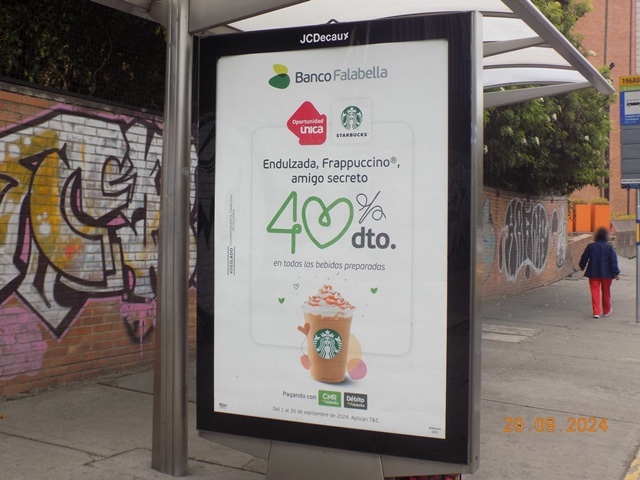 JCDecaux
Banco Falabella
Oportunidad
única
STARBUCKS
Endulzada, Frappuccino®,
amigo secreto
40% dto.
en todas las bebidas preparadas
VIGILADO
Pagando con: CMR Débito
Del 1 al 30 de septiembre de 2024. Aplican T&C
28.09.2024